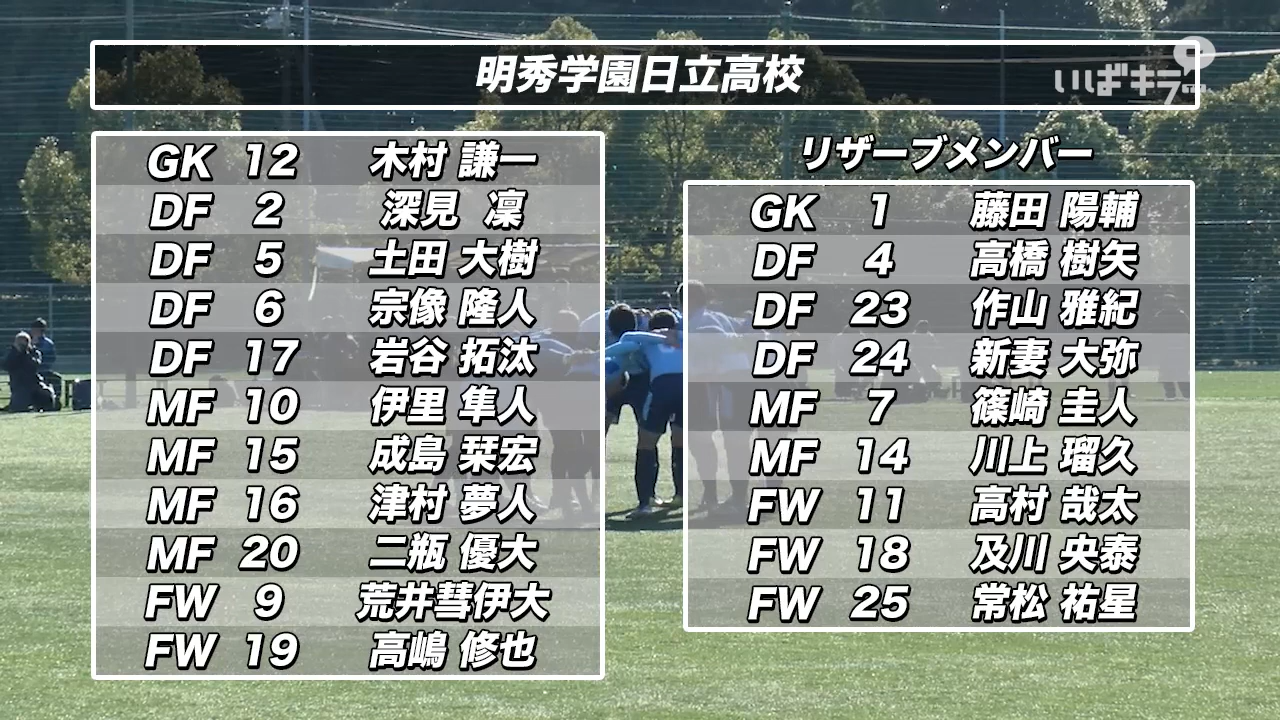 明秀学園日立高校
いばキラ
GK 12 木村 謙一
DF 2 深見 凜
DF 5 土田 大樹
DF 6 宗像 隆人
DF 17 岩谷 拓汰
MF 10 伊里 隼人
MF 15 成島 栞宏
MF 16 津村 夢人
MF 20 二瓶 優大
FW 9 荒井彗伊大
FW 19 高嶋 修也
リザーブメンバー
GK 1 藤田 陽輔
DF 4 高橋 樹矢
DF 23 作山 雅紀
DF 24 新妻 大弥
MF 7 篠崎 圭人
MF 14 川上 瑠久
FW 11 高村 哉太
FW 18 及川 央泰
FW 25 常松 祐星